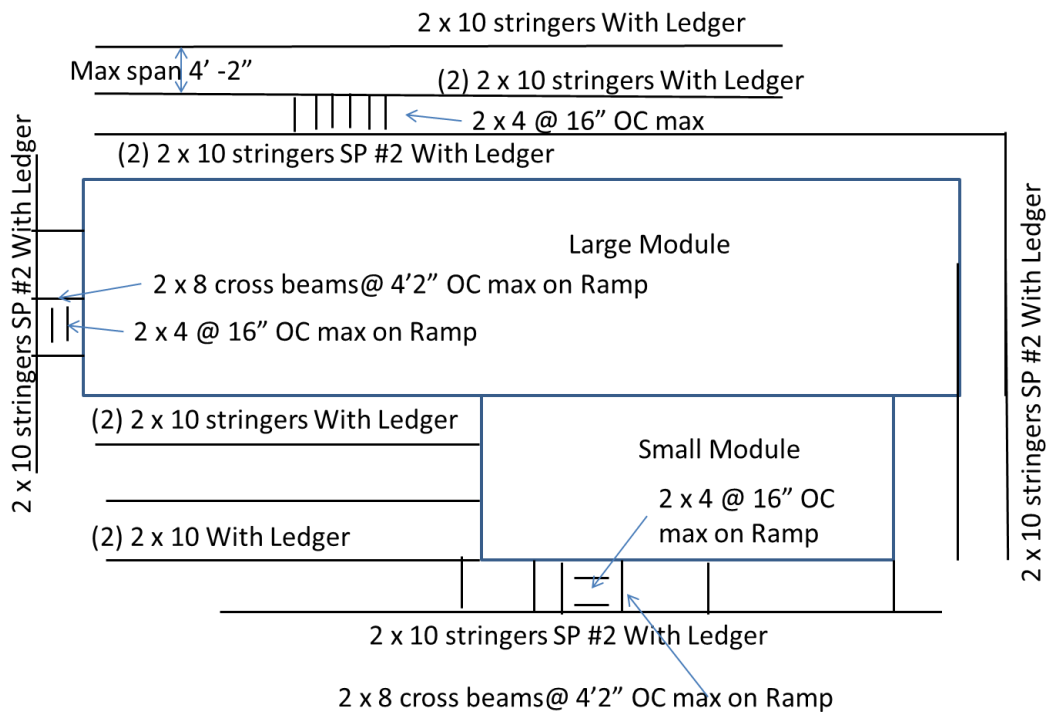 2 x 10 stringers With Ledger
Max span 4’ -2”
(2) 2 x 10 stringers With Ledger
2 x 4 @ 16” OC max
(2) 2 x 10 stringers SP #2 With Ledger
2 x 10 stringers SP #2 With Ledger
Large Module
2 x 8 cross beams@ 4’2” OC max on Ramp
2 x 4 @ 16” OC max on Ramp
2 x 10 stringers SP #2 With Ledger
(2) 2 x 10 stringers With Ledger
Small Module
2 x 4 @ 16” OC
max on Ramp
(2) 2 x 10 With Ledger
2 x 10 stringers SP #2 With Ledger
2 x 8 cross beams@ 4’2” OC max on Ramp